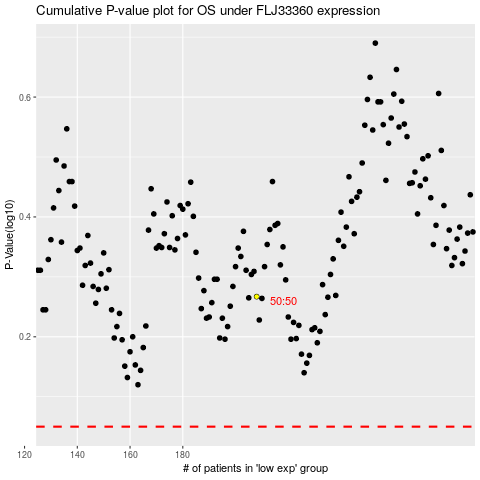 Cumulative P-value plot for OS under FLJ33360 expression
0.6
0.4
0.2
P-Value(log10)
50:50
120 140 160 180
# of patients in 'low exp' group